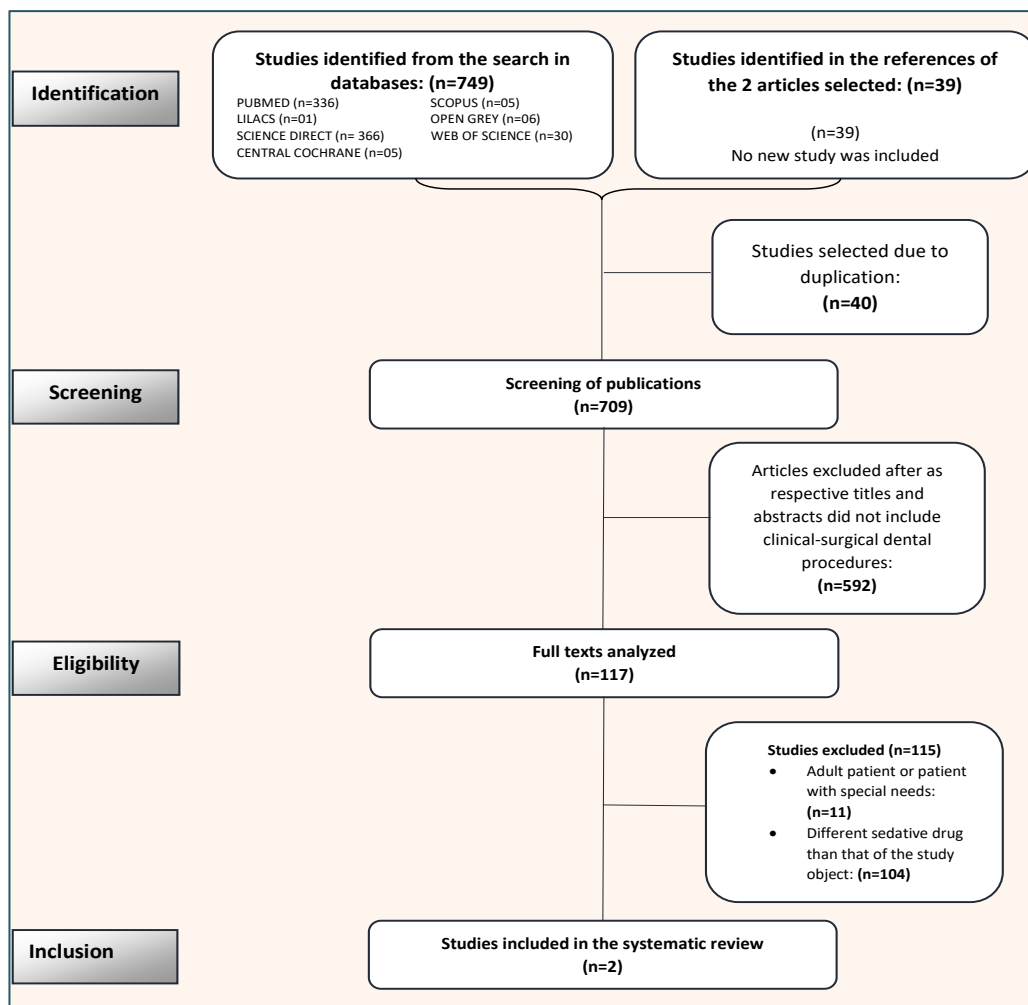 Identification
Studies identified from the search in
databases: (n=749)
PUBMED (n=336)
LILACS (n=01)
SCIENCE DIRECT (n= 366)
CENTRAL COCHRANE (n=05)
SCOPUS (n=05)
OPEN GREY (n=06)
WEB OF SCIENCE (n=30)
Studies identified in the references of
the 2 articles selected: (n=39)
(n=39)
No new study was included
Studies selected due to
duplication:
(n=40)
Screening
Screening of publications
(n=709)
Articles excluded after as
respective titles and
abstracts did not include
clinical-surgical dental
procedures:
(n=592)
Eligibility
Full texts analyzed
(n=117)
Studies excluded (n=115)
• Adult patient or patient
with special needs:
(n=11)
• Different sedative drug
than that of the study
object: (n=104)
Inclusion
Studies included in the systematic review
(n=2)